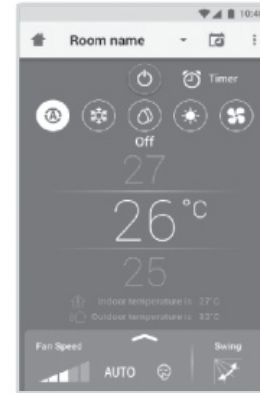 10:40
Room name
Timer
A
Off
27
26°C
25
Indoor temperature is 27°C
Outdoor temperature is 33°C
Fan Speed
Swing
AUTO